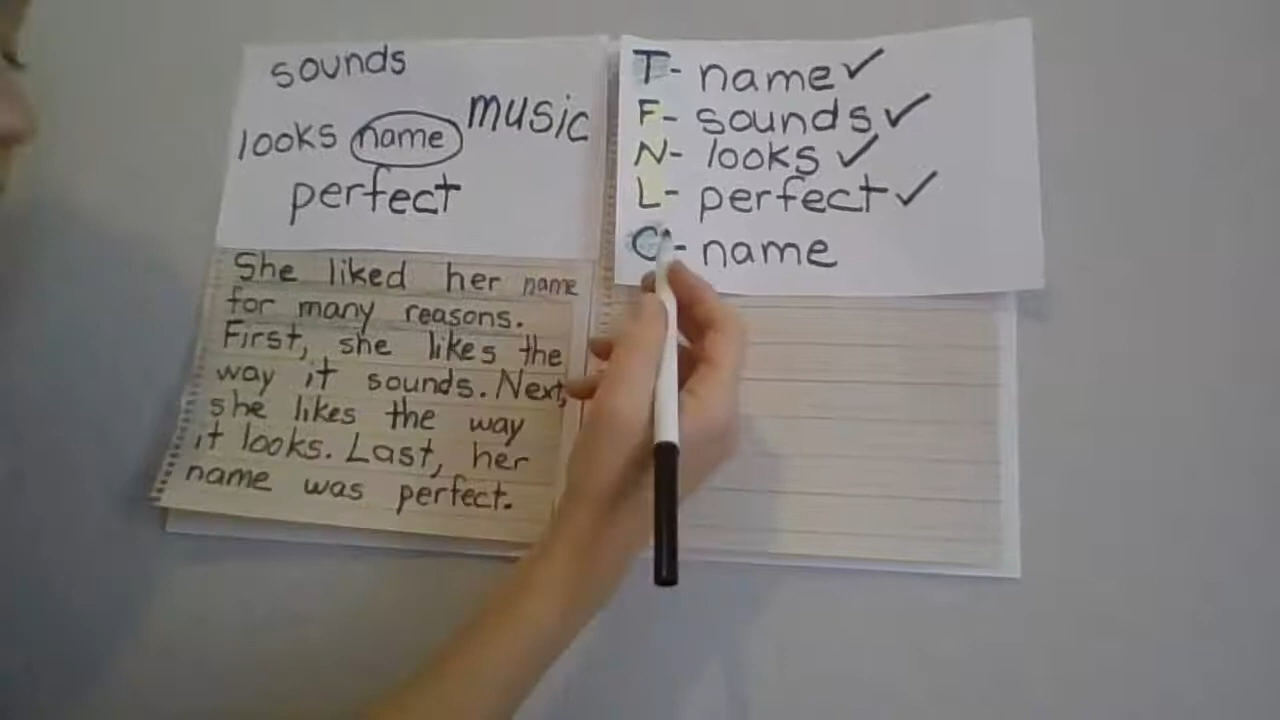 sounds
music
looks name
perfect
She liked her name
for many reasons.
First, she likes the
way it sounds. Next,
she likes the way
it looks. Last, her
name was perfect.
T- name ✓
F- sounds ✓
N- looks ✓
L- perfect ✓
C- name